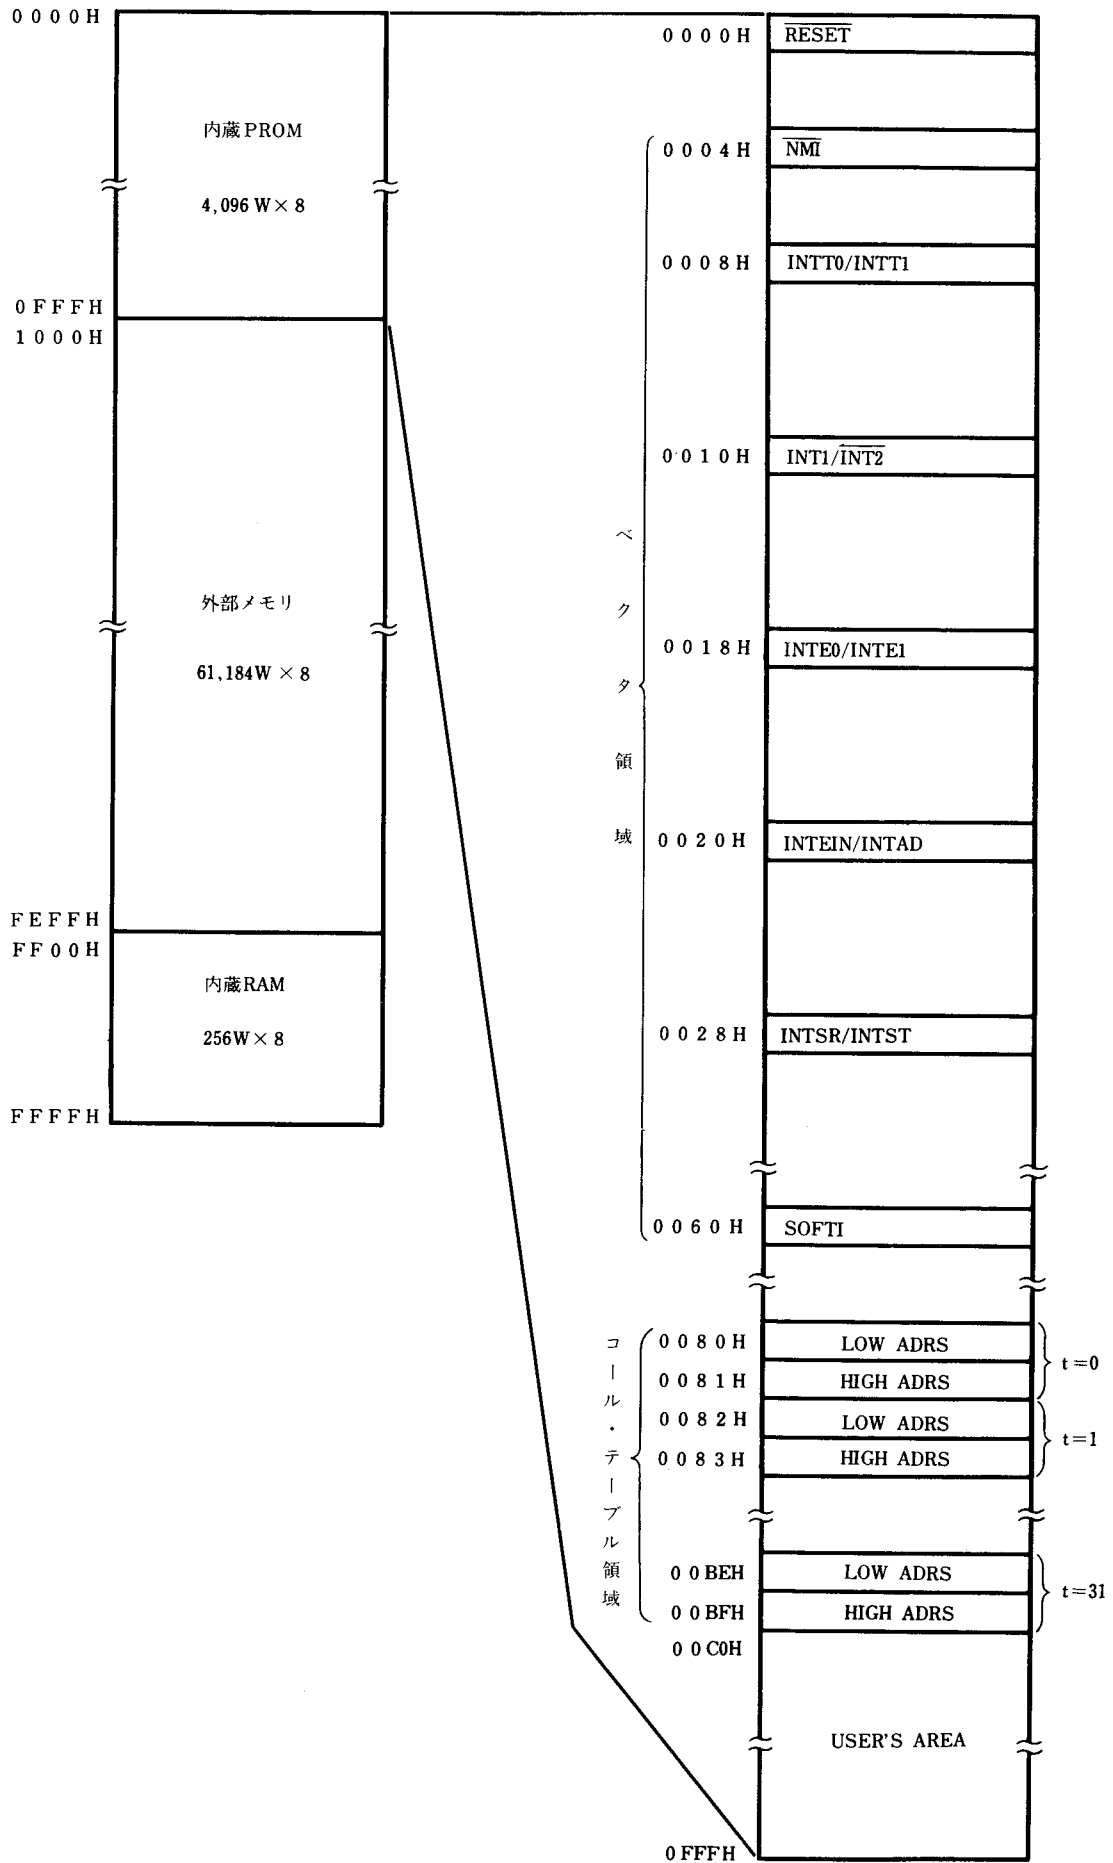 0000H
内蔵PROM
4,096 W×8
0FFFH
1000H
外部メモリ
61,184W×8
FEFFH
FF00H
内蔵RAM
256W×8
FFFFH
0000H RESET
0004H NMI
0008H INTT0/INTT1
0010H INT1/INT2
0018H INTE0/INTE1
0020H INTEIN/INTAD
0028H INTSR/INTST
0060H SOFTI
ベクタ領域
0080H LOW ADRS
0081H HIGH ADRS
t=0
0082H LOW ADRS
0083H HIGH ADRS
t=1
00BEH LOW ADRS
00BFH HIGH ADRS
t=31
コール・テーブル領域
00C0H
USER'S AREA
0FFFH